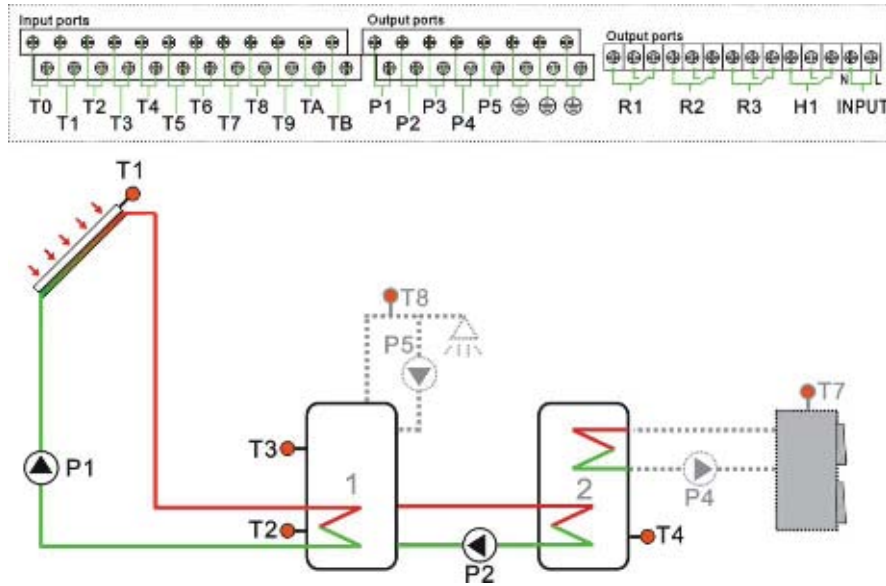 Input ports
Output ports
Output ports
T0 T2 T4 T6 T8 TA P1 P3 P5
T1 T3 T5 T7 T9 TB P2 P4
R1 R2 R3 H1 INPUT
N L
T1
T8
P5
T7
T3
P1
1
2
P4
T2
T4
P2